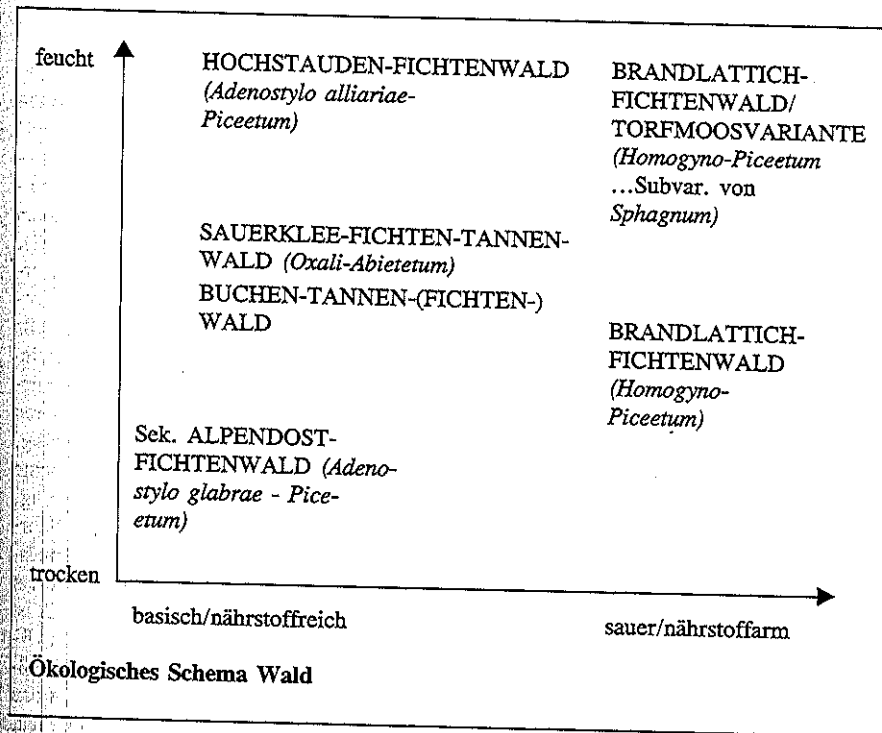 feucht
HOCHSTAUDEN-FICHTENWALD
(Adenostylo alliariae-
Piceetum)
BRANDLATTICH-
FICHTENWALD/
TORFMOOSVARIANTE
(Homogyno-Piceetum
...Subvar. von
Sphagnum)
SAUERKLEE-FICHTEN-TANNEN-
WALD (Oxali-Abietetum)
BUCHEN-TANNEN-(FICHTEN-)
WALD
BRANDLATTICH-
FICHTENWALD
(Homogyno-
Piceetum)
Sek. ALPENDOST-
FICHTENWALD (Adeno-
stylo glabrae - Pice-
etum)
trocken
basisch/nährstoffreich
sauer/nährstoffarm
Ökologisches Schema Wald